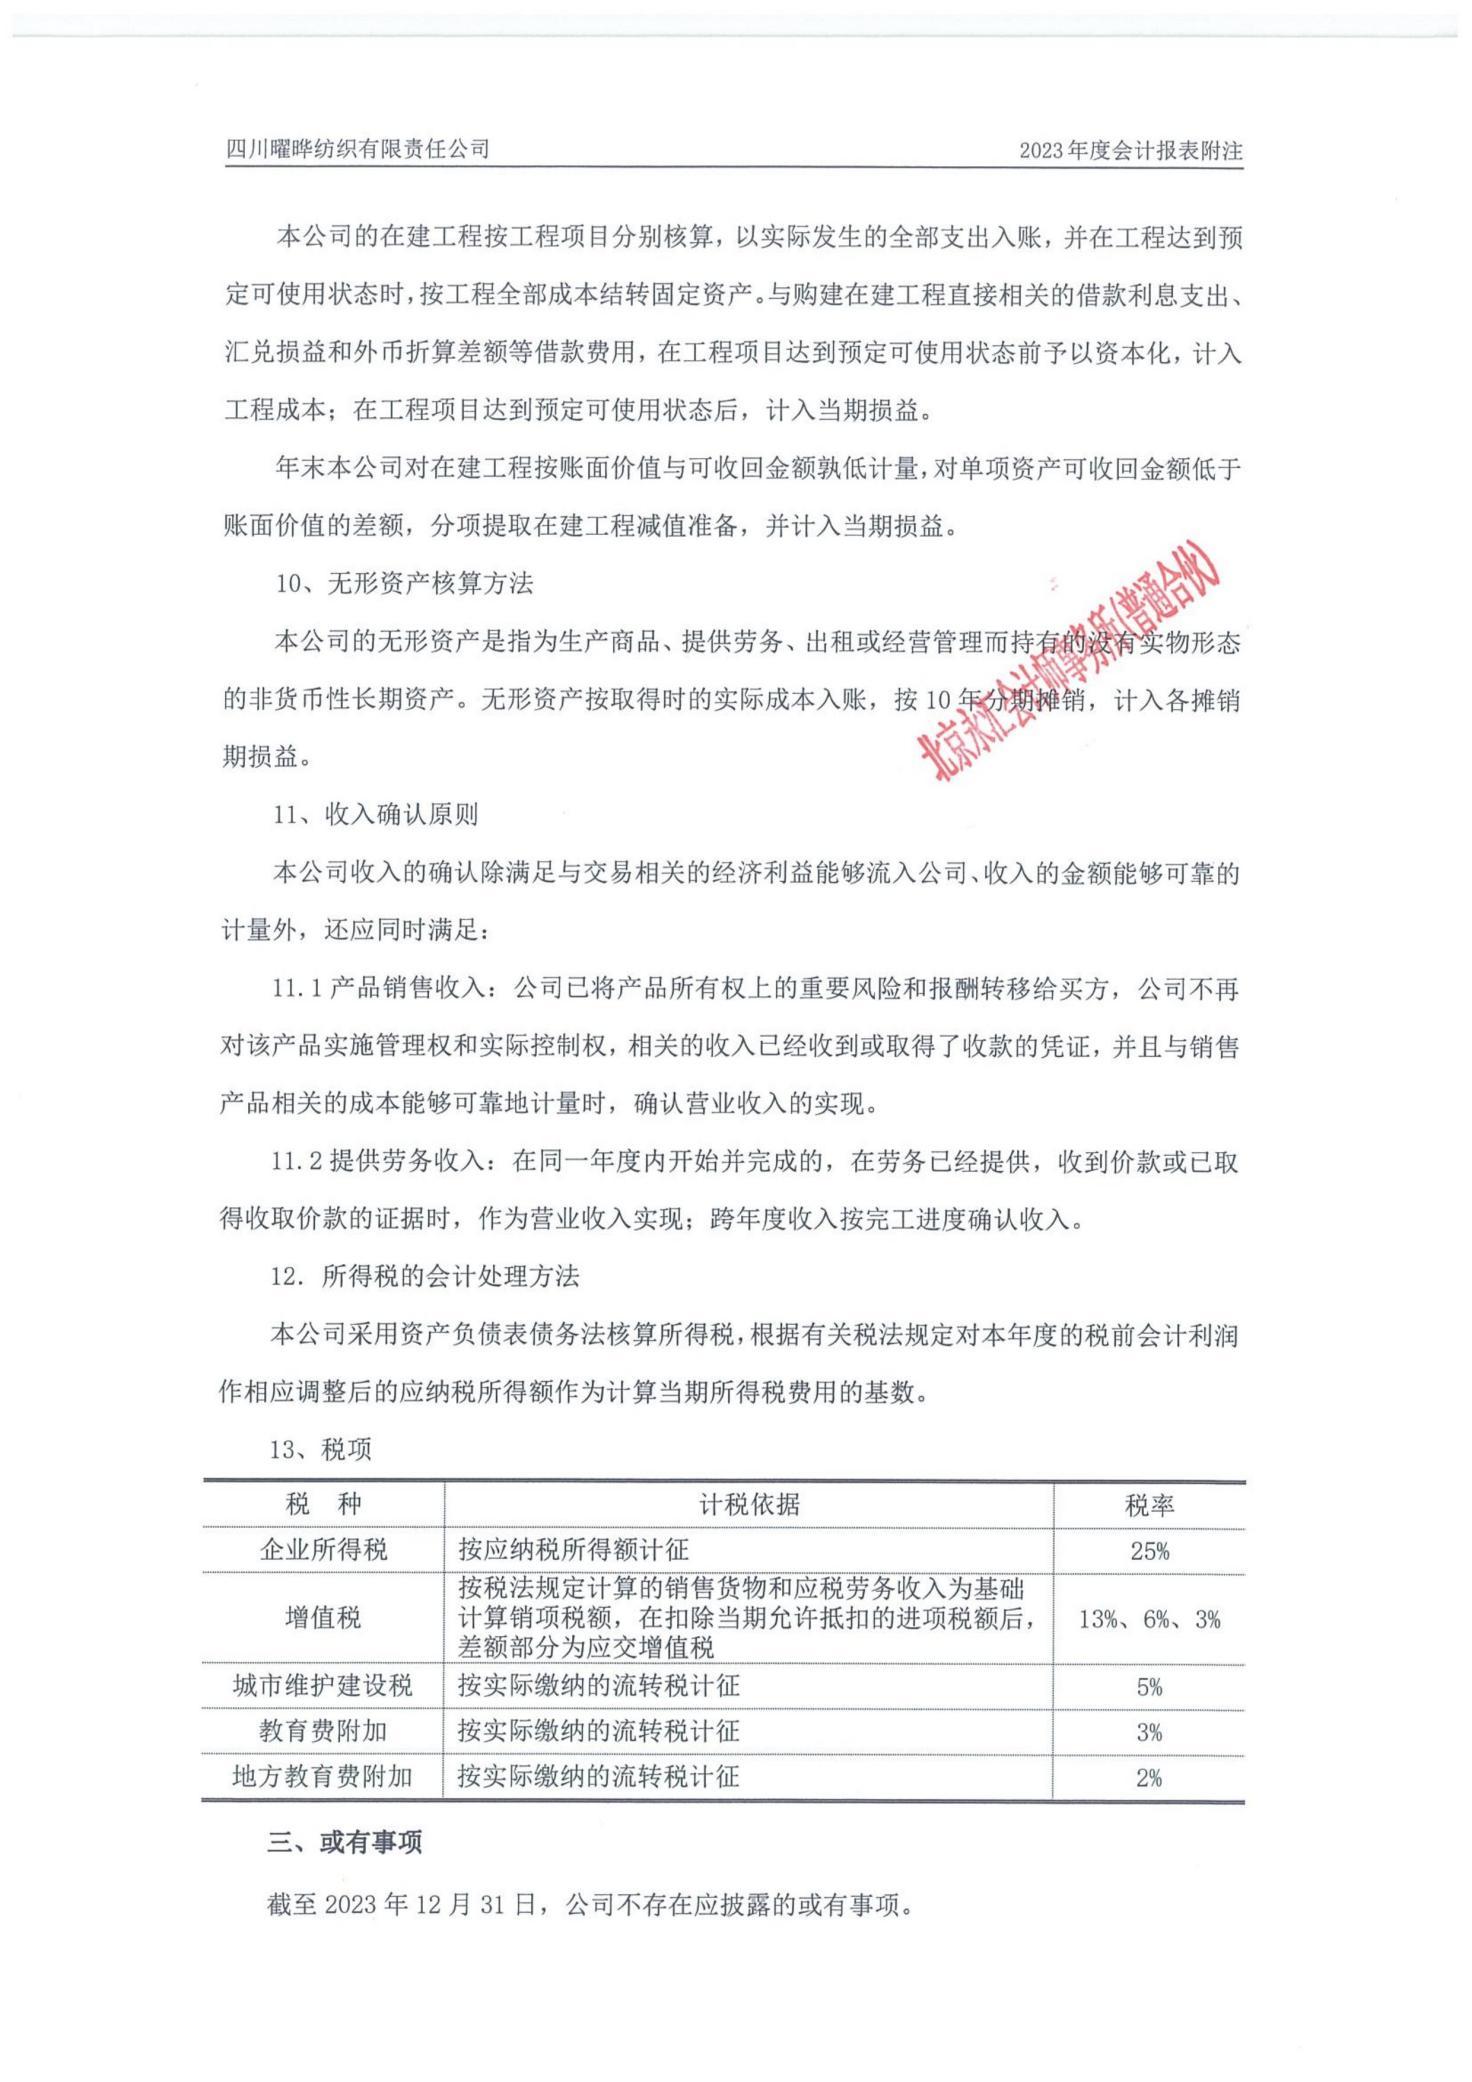 四川曜晔纺织有限责任公司 2023年度会计报表附注
本公司的在建工程按工程项目分别核算，以实际发生的全部支出入账，并在工程达到预
定可使用状态时，按工程全部成本结转固定资产。与购建在建工程直接相关的借款利息支出、
汇兑损益和外币折算差额等借款费用，在工程项目达到预定可使用状态前予以资本化，计入
工程成本；在工程项目达到预定可使用状态后，计入当期损益。
年末本公司对在建工程按账面价值与可收回金额孰低计量，对单项资产可收回金额低于
账面价值的差额，分项提取在建工程减值准备，并计入当期损益。
10、无形资产核算方法
本公司的无形资产是指为生产商品、提供劳务、出租或经营管理而持有的没有实物形态
的非货币性长期资产。无形资产按取得时的实际成本入账，按 10 年分期摊销，计入各摊销
期损益。
北京永汇会计师事务所(普通合伙)
11、收入确认原则
本公司收入的确认除满足与交易相关的经济利益能够流入公司、收入的金额能够可靠的
计量外，还应同时满足：
11.1 产品销售收入：公司已将产品所有权上的重要风险和报酬转移给买方，公司不再
对该产品实施管理权和实际控制权，相关的收入已经收到或取得了收款的凭证，并且与销售
产品相关的成本能够可靠地计量时，确认营业收入的实现。
11.2 提供劳务收入：在同一年度内开始并完成的，在劳务已经提供，收到价款或已取
得收取价款的证据时，作为营业收入实现；跨年度收入按完工进度确认收入。
12. 所得税的会计处理方法
本公司采用资产负债表债务法核算所得税，根据有关税法规定对本年度的税前会计利润
作相应调整后的应纳税所得额作为计算当期所得税费用的基数。
13、税项
税 种 计税依据 税率
企业所得税 按应纳税所得额计征 25%
按税法规定计算的销售货物和应税劳务收入为基础
增值税 计算销项税额，在扣除当期允许抵扣的进项税额后， 13%、6%、3%
差额部分为应交增值税
城市维护建设税 按实际缴纳的流转税计征 5%
教育费附加 按实际缴纳的流转税计征 3%
地方教育费附加 按实际缴纳的流转税计征 2%
三、或有事项
截至 2023 年 12 月 31 日，公司不存在应披露的或有事项。